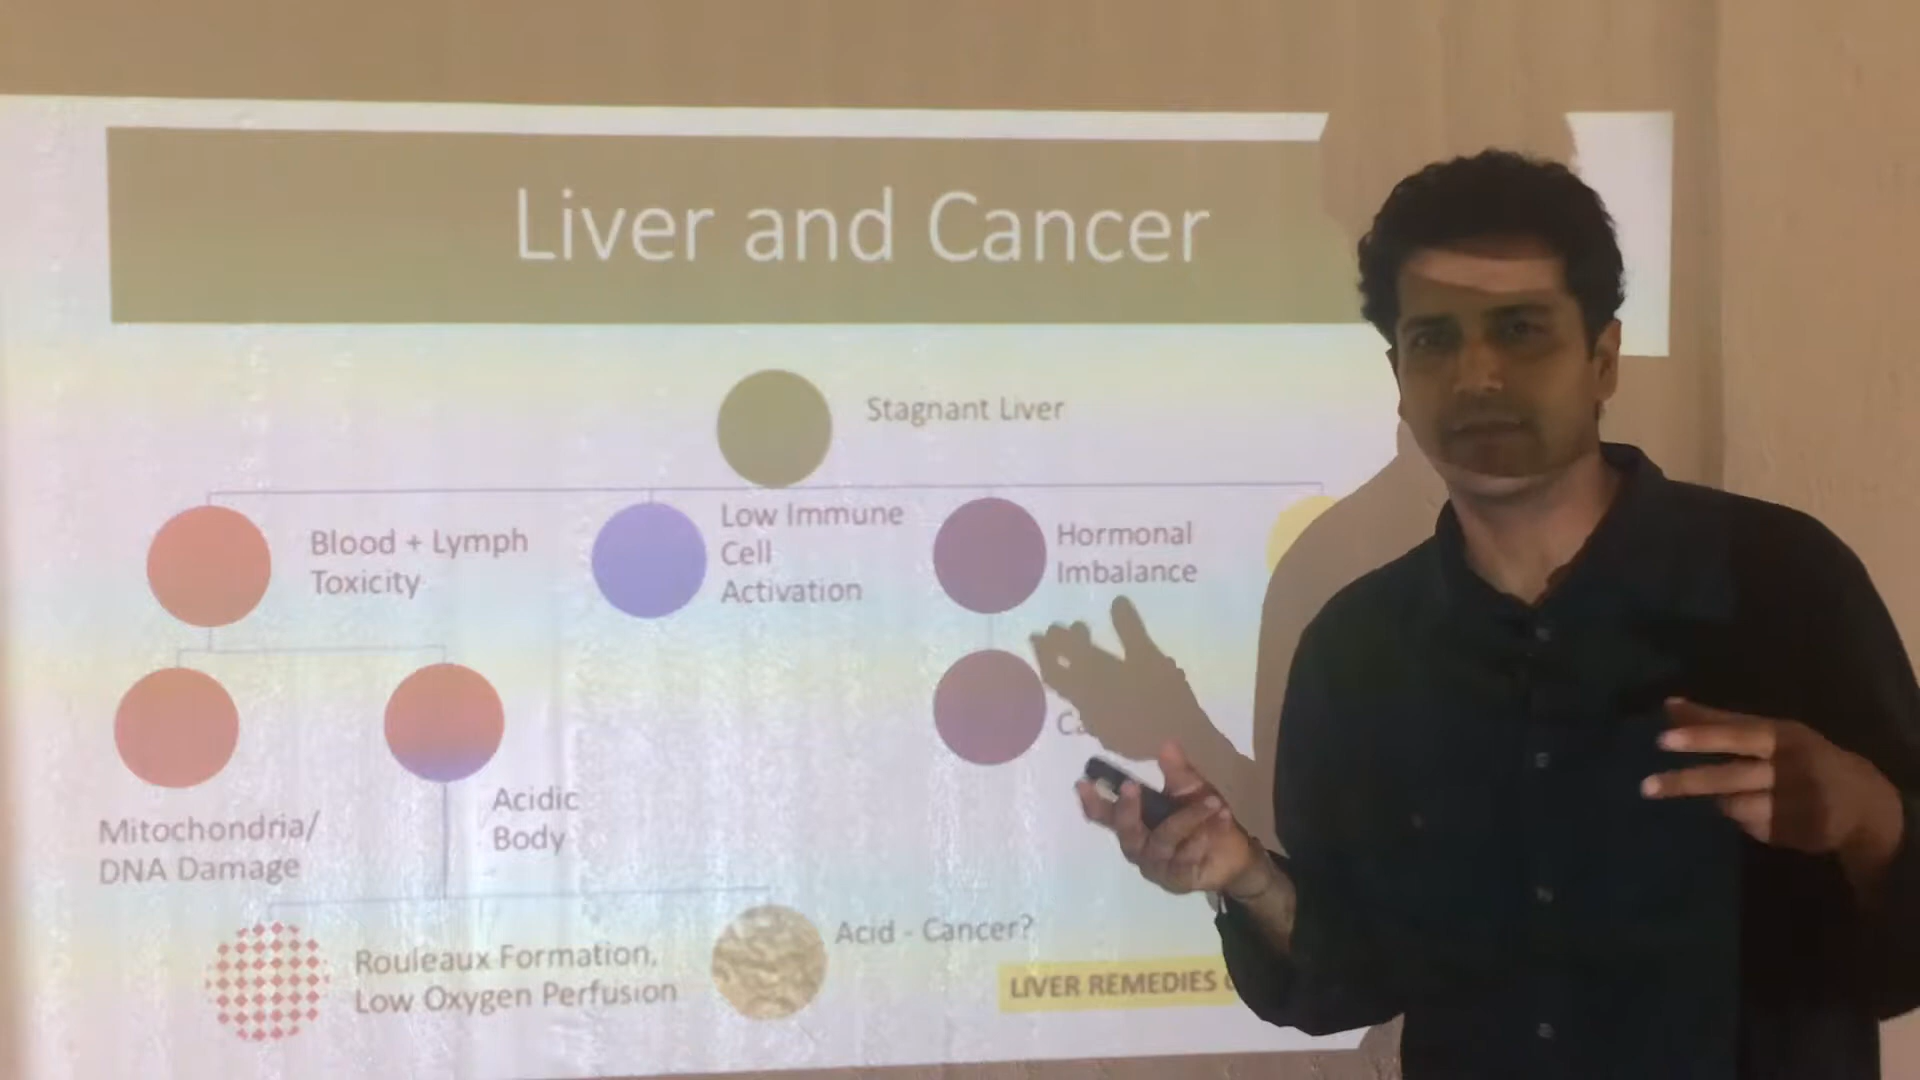 Liver and Cancer
Stagnant Liver
Blood + Lymph
Toxicity
Low Immune
Cell
Activation
Hormonal
Imbalance
Mitochondria/
DNA Damage
Acidic
Body
Rouleaux Formation,
Low Oxygen Perfusion
Acid - Cancer?
LIVER REMEDIES